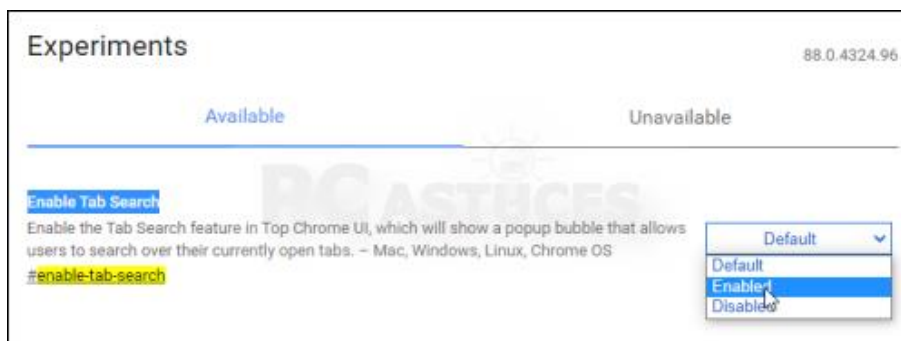 Experiments
88.0.4324.96
Available
Unavailable
PC ASTUCES
Enable Tab Search
Enable the Tab Search feature in Top Chrome UI, which will show a popup bubble that allows
users to search over their currently open tabs. – Mac, Windows, Linux, Chrome OS
#enable-tab-search
Default
Default
Enabled
Disabled